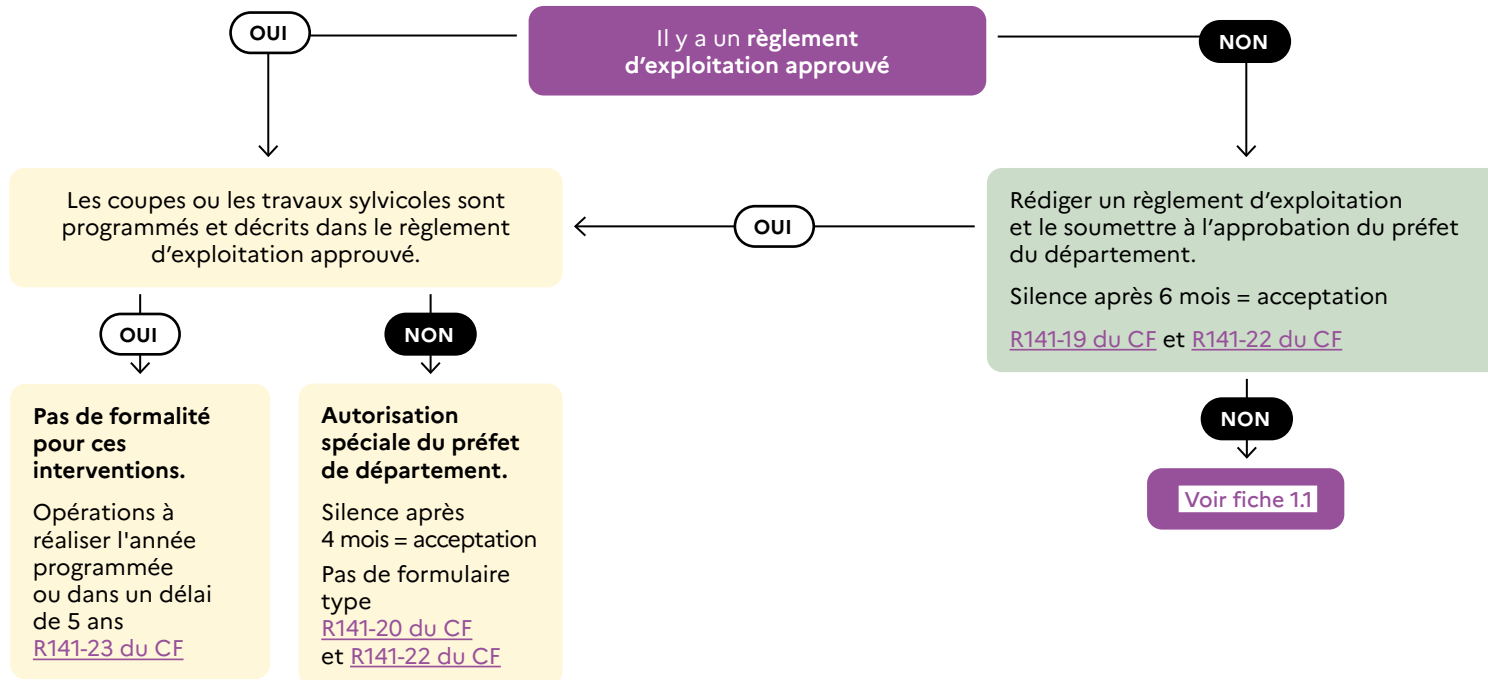 OUI
Il y a un règlement
d'exploitation approuvé
NON
Les coupes ou les travaux sylvicoles sont
programmés et décrits dans le règlement
d'exploitation approuvé.
OUI
Rédiger un règlement d'exploitation
et le soumettre à l'approbation du préfet
du département.
Silence après 6 mois = acceptation
R141-19 du CF et R141-22 du CF
OUI
NON
NON
Pas de formalité
pour ces
interventions.
Opérations à
réaliser l'année
programmée
ou dans un délai
de 5 ans
R141-23 du CF
Autorisation
spéciale du préfet
de département.
Silence après
4 mois = acceptation
Pas de formulaire
type
R141-20 du CF
et R141-22 du CF
Voir fiche 1.1